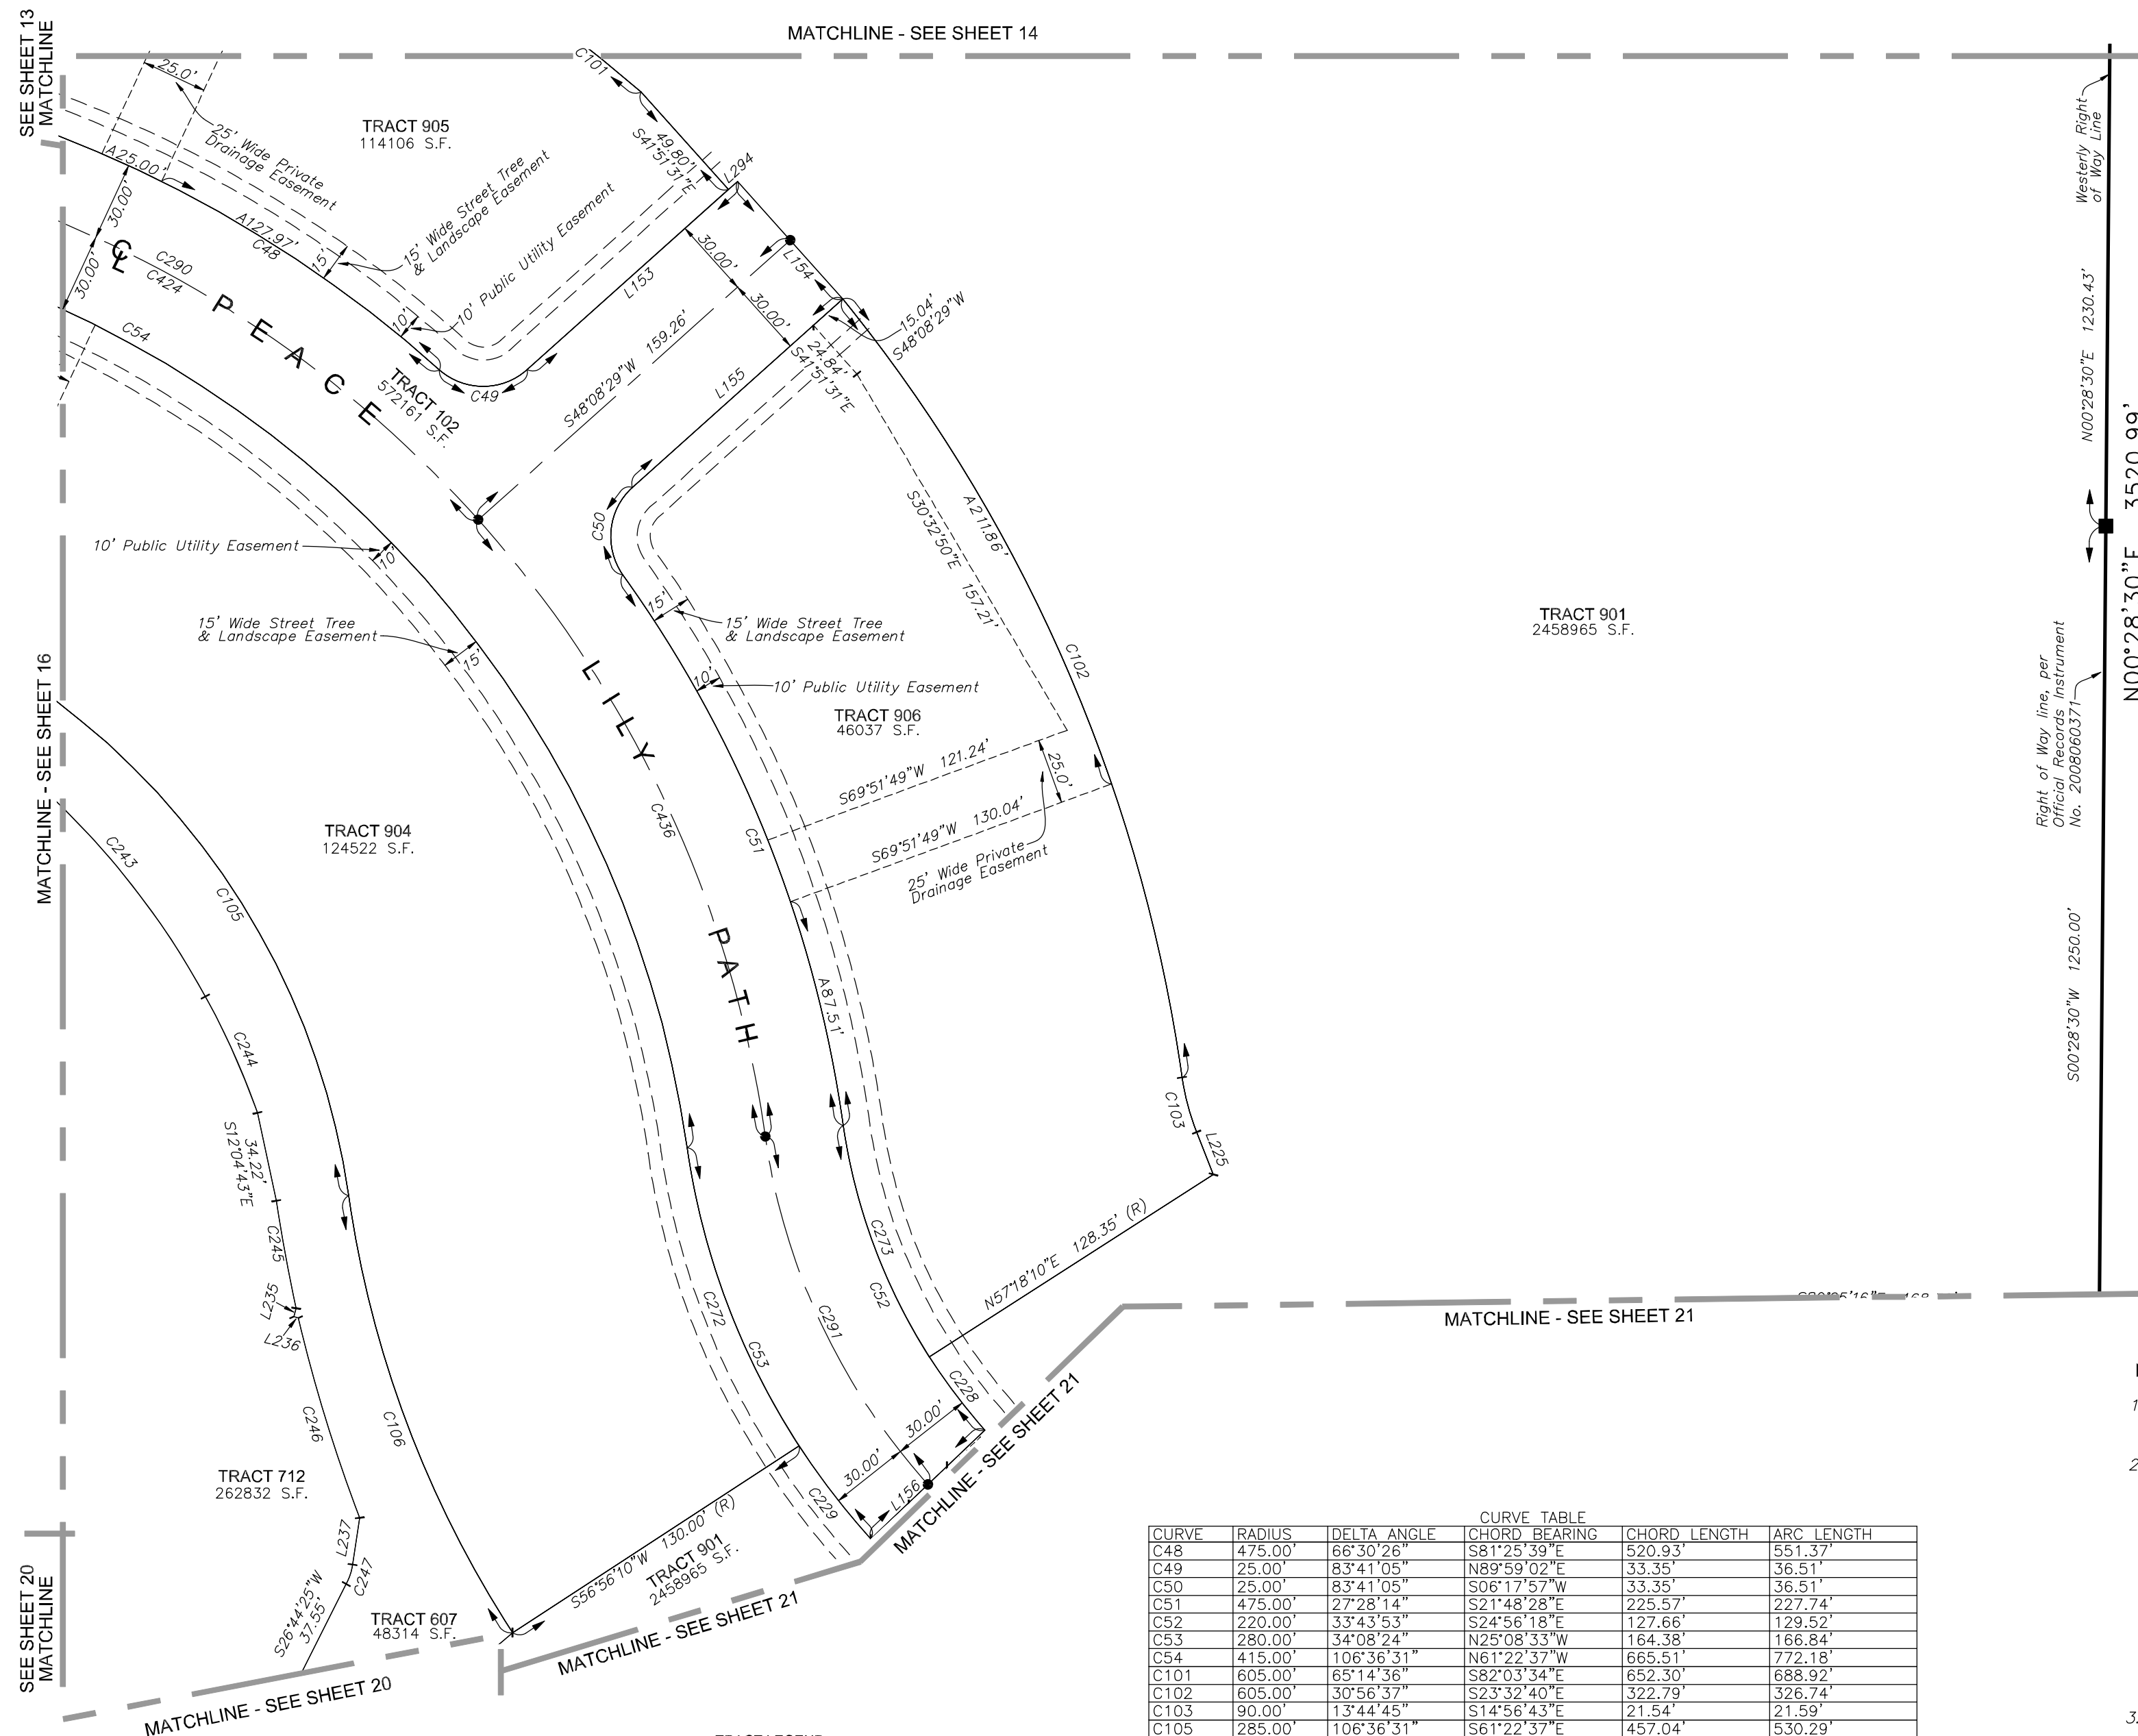 MATCHLINE - SEE SHEET 14
SEE SHEET 13
MATCHLINE
25.0'
25' Wide Private
Drainage Easement
TRACT 905
114106 S.F.
C101
49.80'
S41°51'31"E
L294
A25.00'
30.00'
30.00'
A127.97'
C48
15'
15' Wide Street Tree
& Landscape Easement
10' Public Utility Easement
10'
C290
C424
C54
PEACE
TRACT 102
572161 S.F.
C49
L153
30.00'
30.00'
L154
S48°08'29"W 159.26'
15.04'
S48°08'29"W
24.84'
S41°51'31"E
L155
C50
S30°32'50"E 157.21'
A211.86'
C102
10' Public Utility Easement
10'
15' Wide Street Tree
& Landscape Easement
15'
15'
15' Wide Street Tree
& Landscape Easement
10'
10' Public Utility Easement
TRACT 906
46037 S.F.
LILY
C436
C51
S69°51'49"W 121.24'
25.0'
S69°51'49"W 130.04'
25' Wide Private
Drainage Easement
PATH
A87.51'
TRACT 901
2458965 S.F.
Westerly Right
of Way Line
N00°28'30"E 1230.43'
N00°28'30"E 3520.99'
Right of Way line, per
Official Records Instrument
No. 200806060371
S00°28'30"W 1250.00'
MATCHLINE - SEE SHEET 16
TRACT 904
124522 S.F.
C243
C105
C244
34.22'
S12°04'43"E
C245
L235
L236
C246
C106
TRACT 712
262832 S.F.
L237
C247
S26°44'25"W
37.55'
TRACT 607
48314 S.F.
SEE SHEET 20
MATCHLINE
MATCHLINE - SEE SHEET 20
C103
L225
N57°18'10"E 128.35' (R)
C273
C52
C272
C53
C291
C228
30.00'
30.00'
L156
C229
S56°56'10"W 130.00' (R)
TRACT 901
2458965 S.F.
MATCHLINE - SEE SHEET 21
MATCHLINE - SEE SHEET 21
MATCHLINE - SEE SHEET 21
CURVE TABLE
CURVE RADIUS DELTA ANGLE CHORD BEARING CHORD LENGTH ARC LENGTH
C48 475.00' 66°30'26" S81°25'39"E 520.93' 551.37'
C49 25.00' 83°41'05" N89°59'02"E 33.35' 36.51'
C50 25.00' 83°41'05" S06°17'57"W 33.35' 36.51'
C51 475.00' 27°28'14" S21°48'28"E 225.57' 227.74'
C52 220.00' 33°43'53" S24°56'18"E 127.66' 129.52'
C53 280.00' 34°08'24" N25°08'33"W 164.38' 166.84'
C54 415.00' 106°36'31" N61°22'37"W 665.51' 772.18'
C101 605.00' 65°14'36" S82°03'34"E 652.30' 688.92'
C102 605.00' 30°56'37" S23°32'40"E 322.79' 326.74'
C103 90.00' 13°44'45" S14°56'43"E 21.54' 21.59'
C105 285.00' 106°36'31" S61°22'37"E 457.04' 530.29'